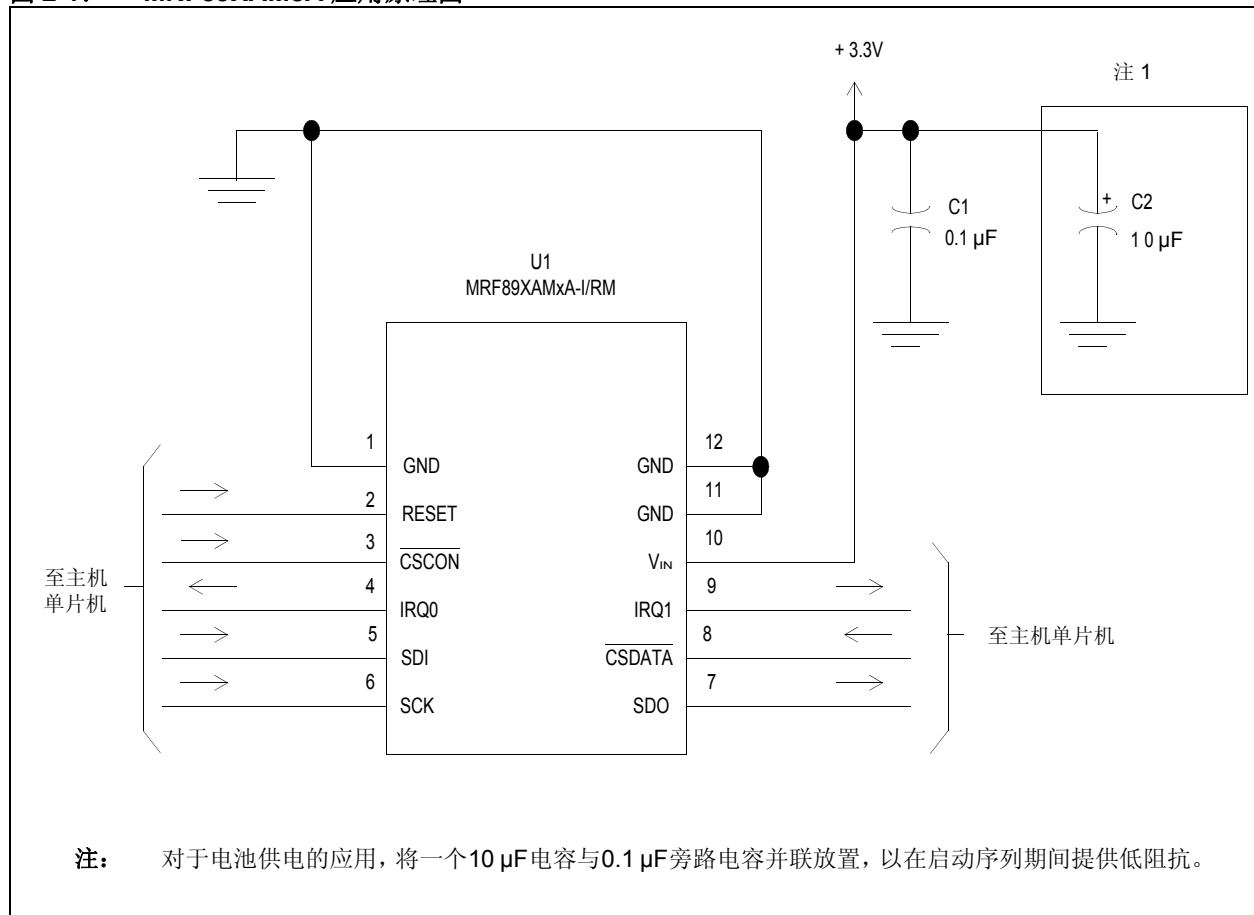 + 3.3V
注 1
C1
0.1 µF
+ C2
1 0 µF
U1
MRF89XAMxA-I/RM
1
GND
2
RESET
3
CSCON
4
IRQ0
5
SDI
6
SCK
12
GND
11
GND
10
VIN
9
IRQ1
8
CSDATA
7
SDO
至主机
单片机
至主机单片机
注： 对于电池供电的应用，将一个10 µF电容与0.1 µF旁路电容并联放置，以在启动序列期间提供低阻抗。